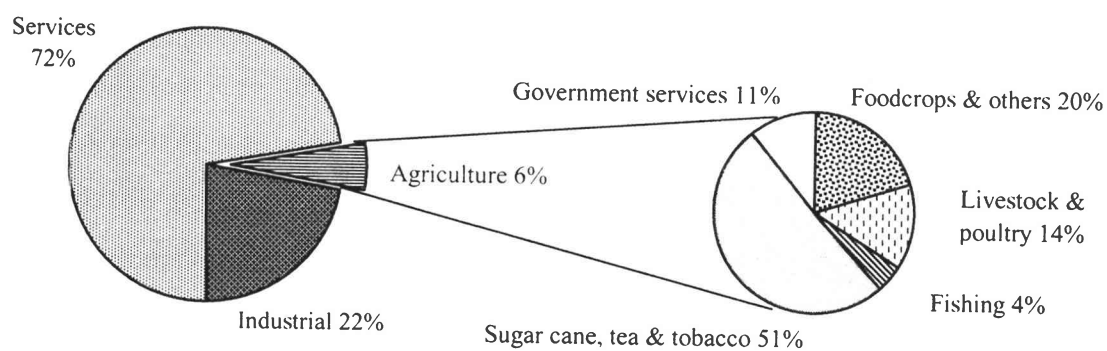 Services
72%
Government services 11%
Foodcrops & others 20%
Agriculture 6%
Livestock &
poultry 14%
Fishing 4%
Industrial 22%
Sugar cane, tea & tobacco 51%